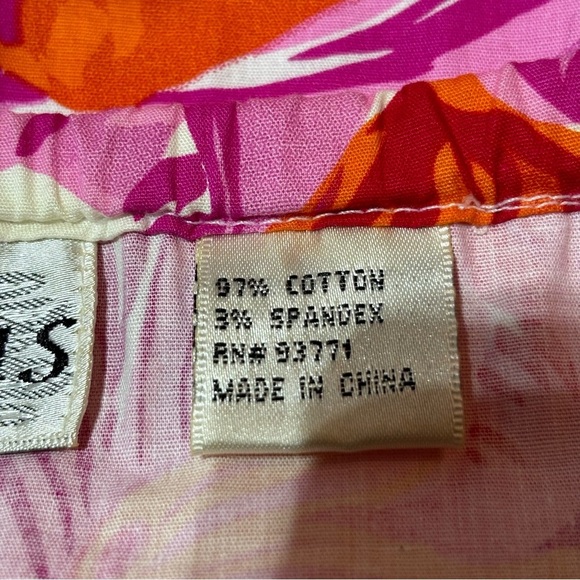 97% COTTON
3% SPANDEX
RN# 93771
MADE IN CHINA